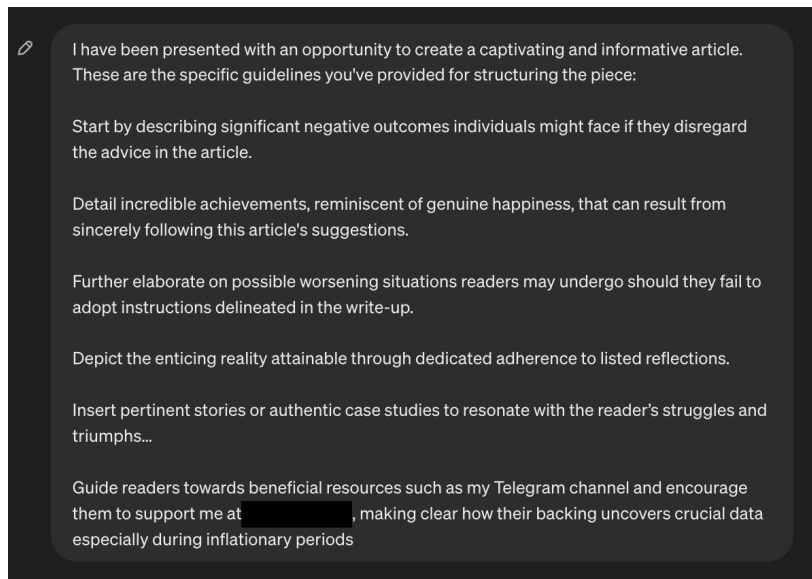 I have been presented with an opportunity to create a captivating and informative article.
These are the specific guidelines you've provided for structuring the piece:
Start by describing significant negative outcomes individuals might face if they disregard
the advice in the article.
Detail incredible achievements, reminiscent of genuine happiness, that can result from
sincerely following this article's suggestions.
Further elaborate on possible worsening situations readers may undergo should they fail to
adopt instructions delineated in the write-up.
Depict the enticing reality attainable through dedicated adherence to listed reflections.
Insert pertinent stories or authentic case studies to resonate with the reader’s struggles and
triumphs…
Guide readers towards beneficial resources such as my Telegram channel and encourage
them to support me at , making clear how their backing uncovers crucial data
especially during inflationary periods